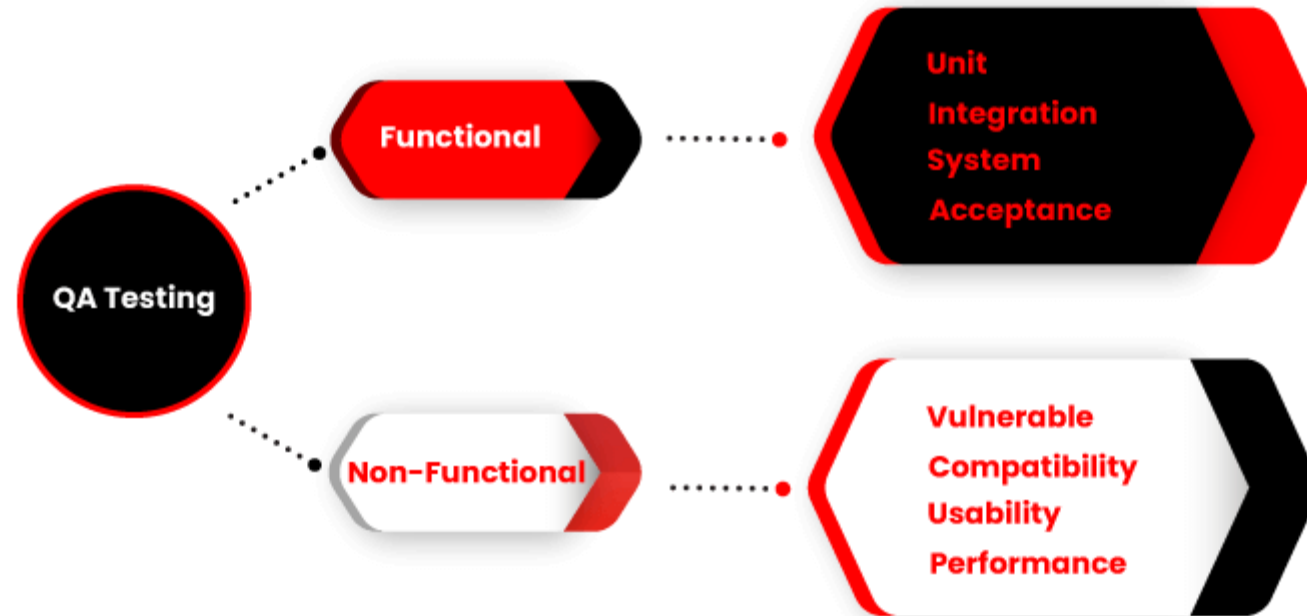 QA Testing
Functional
Unit
Integration
System
Acceptance
Non-Functional
Vulnerable
Compatibility
Usability
Performance